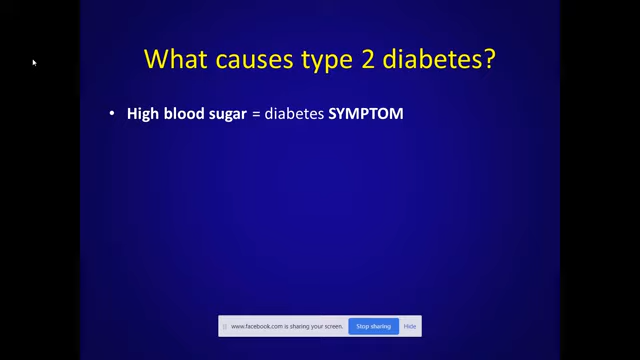 What causes type 2 diabetes?
• High blood sugar = diabetes SYMPTOM
www.facebook.com is sharing your screen.
Stop sharing
Hide